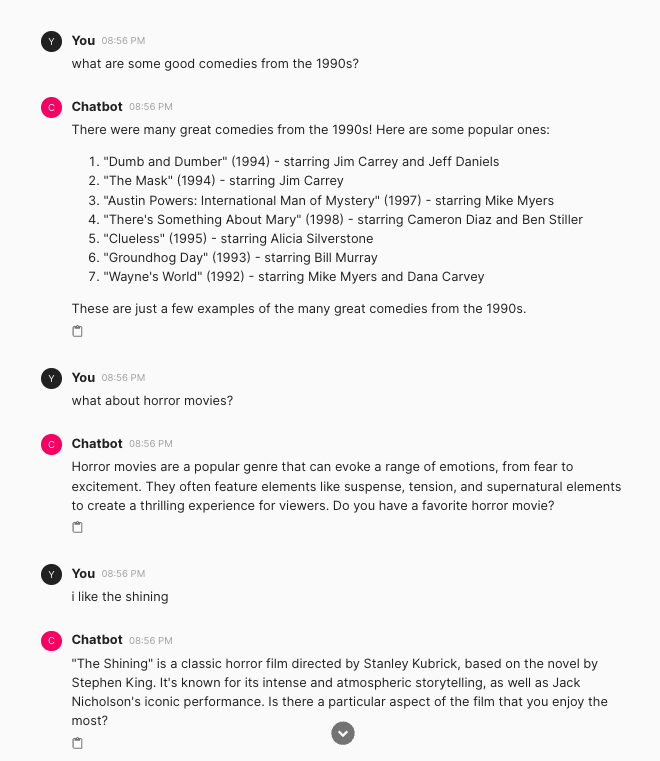 Y You 08:56 PM
what are some good comedies from the 1990s?
C Chatbot 08:56 PM
There were many great comedies from the 1990s! Here are some popular ones:
1. "Dumb and Dumber" (1994) - starring Jim Carrey and Jeff Daniels
2. "The Mask" (1994) - starring Jim Carrey
3. "Austin Powers: International Man of Mystery" (1997) - starring Mike Myers
4. "There's Something About Mary" (1998) - starring Cameron Diaz and Ben Stiller
5. "Clueless" (1995) - starring Alicia Silverstone
6. "Groundhog Day" (1993) - starring Bill Murray
7. "Wayne's World" (1992) - starring Mike Myers and Dana Carvey
These are just a few examples of the many great comedies from the 1990s.
Y You 08:56 PM
what about horror movies?
C Chatbot 08:56 PM
Horror movies are a popular genre that can evoke a range of emotions, from fear to
excitement. They often feature elements like suspense, tension, and supernatural elements
to create a thrilling experience for viewers. Do you have a favorite horror movie?
Y You 08:56 PM
i like the shining
C Chatbot 08:56 PM
"The Shining" is a classic horror film directed by Stanley Kubrick, based on the novel by
Stephen King. It's known for its intense and atmospheric storytelling, as well as Jack
Nicholson's iconic performance. Is there a particular aspect of the film that you enjoy the
most?